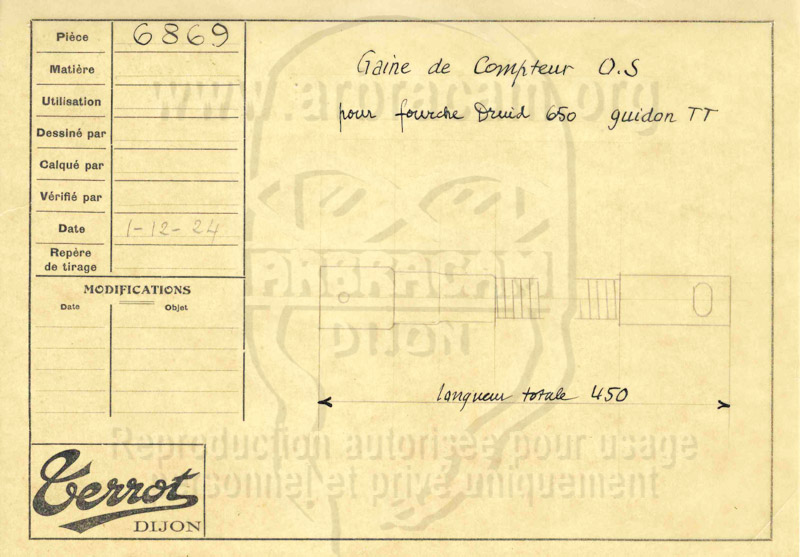 Pièce 6869
Matière
Utilisation
Dessiné par
Calqué par
Vérifié par
Date 1-12-24
Repère
de tirage
MODIFICATIONS
Date Objet
Gaine de Compteur O.S
pour fourche Druid 650 guidon TT
longueur totale 450
Terrot
DIJON
www.arbracam.org
ARBRACAM
DIJON
Reproduction autorisée pour usage
personnel et privé uniquement